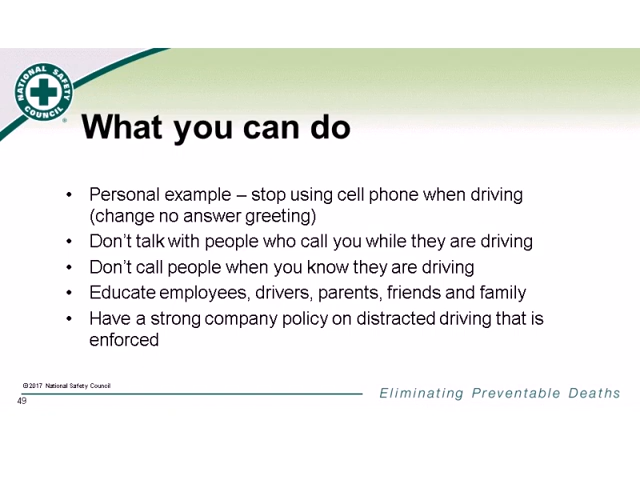 NATIONAL SAFETY COUNCIL
What you can do
• Personal example – stop using cell phone when driving
(change no answer greeting)
• Don't talk with people who call you while they are driving
• Don't call people when you know they are driving
• Educate employees, drivers, parents, friends and family
• Have a strong company policy on distracted driving that is
enforced
©2017 National Safety Council
Eliminating Preventable Deaths
49